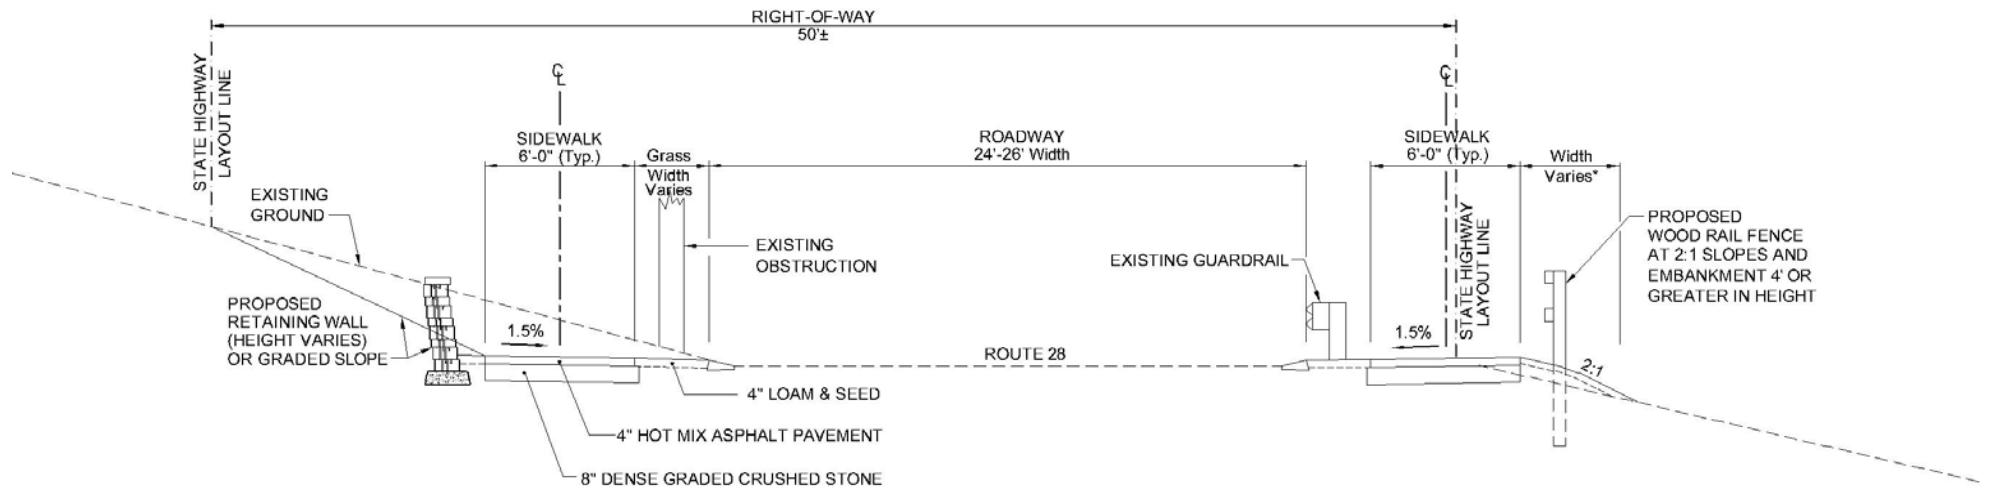 RIGHT-OF-WAY
50'±
STATE HIGHWAY
LAYOUT LINE
CL
CL
SIDEWALK
6'-0" (Typ.)
Grass
Width
Varies
ROADWAY
24'-26' Width
SIDEWALK
6'-0" (Typ.)
Width
Varies*
EXISTING
GROUND
EXISTING
OBSTRUCTION
EXISTING GUARDRAIL
STATE HIGHWAY
LAYOUT LINE
PROPOSED
WOOD RAIL FENCE
AT 2:1 SLOPES AND
EMBANKMENT 4' OR
GREATER IN HEIGHT
PROPOSED
RETAINING WALL
(HEIGHT VARIES)
OR GRADED SLOPE
1.5%
ROUTE 28
1.5%
2:1
4" LOAM & SEED
4" HOT MIX ASPHALT PAVEMENT
8" DENSE GRADED CRUSHED STONE